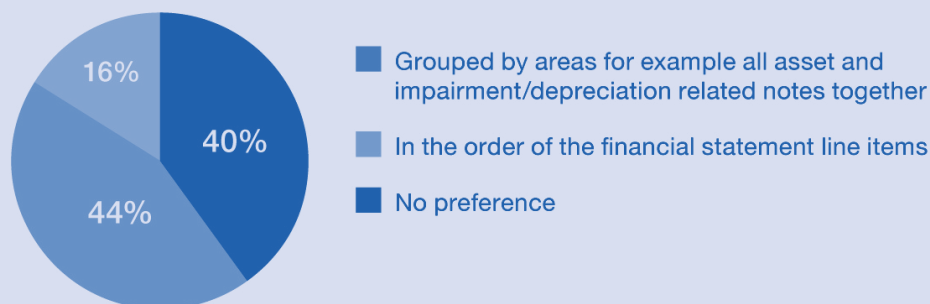 16%
40%
44%
Grouped by areas for example all asset and
impairment/depreciation related notes together
In the order of the financial statement line items
No preference